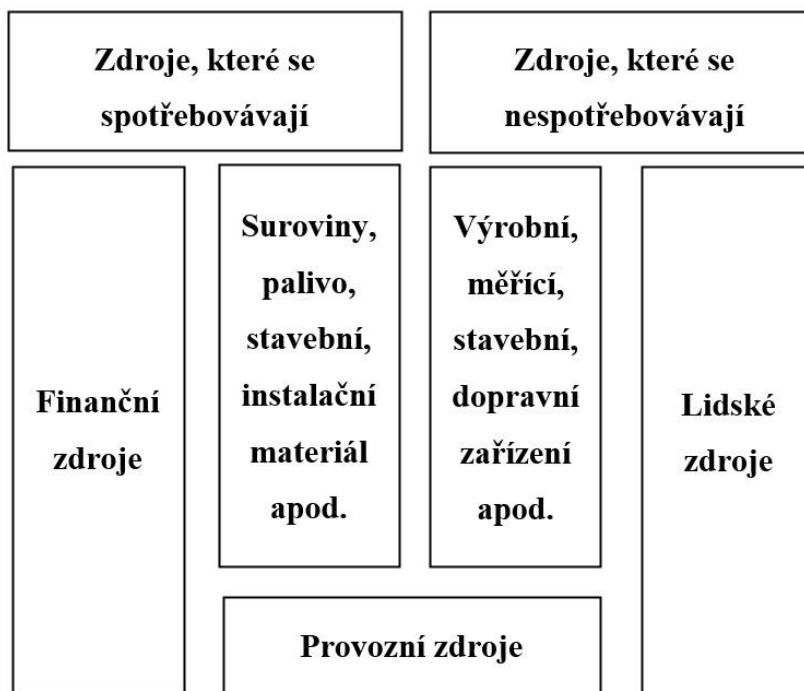 Zdroje, které se
spotřebovávají
Zdroje, které se
nespotřebovávají
Finanční
zdroje
Suroviny,
palivo,
stavební,
instalační
materiál
apod.
Výrobní,
měřící,
stavební,
dopravní
zařízení
apod.
Lidské
zdroje
Provozní zdroje